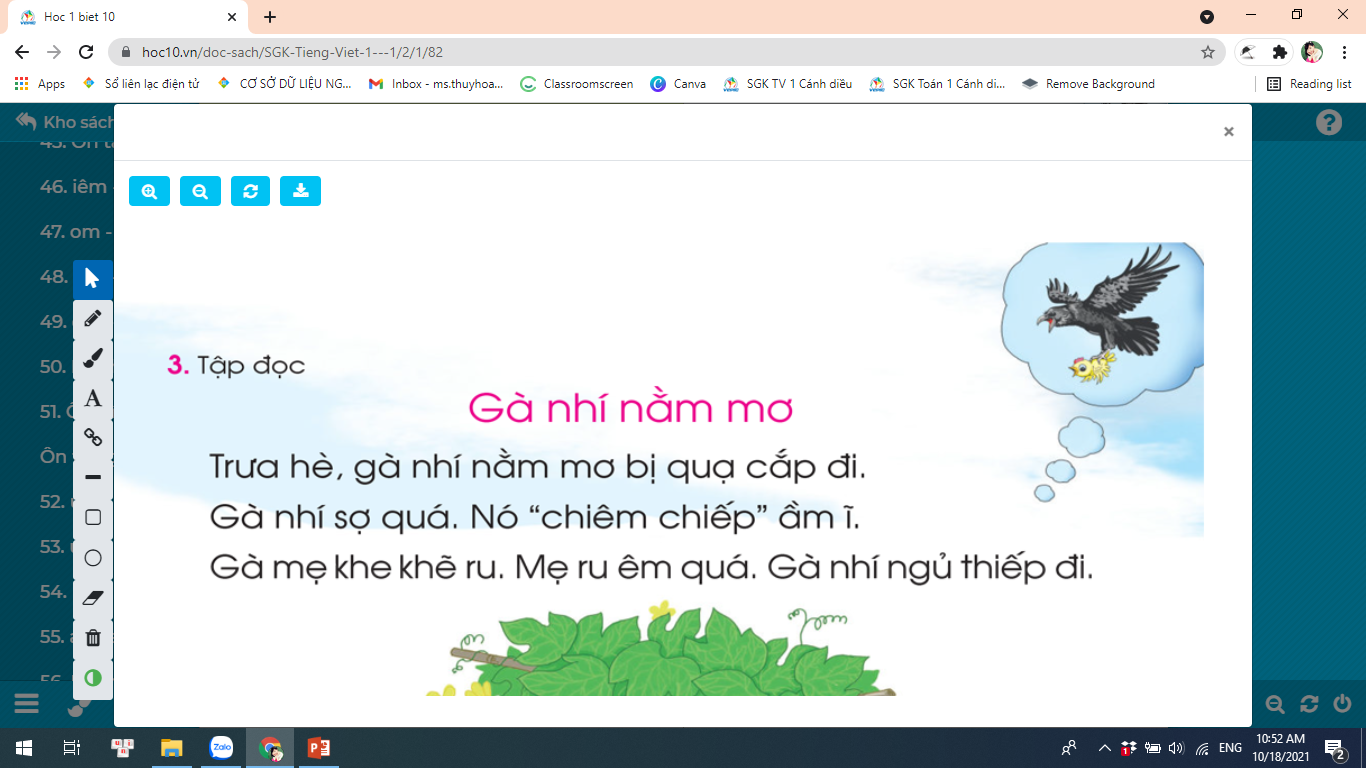 Hoc 1 biet 10
hoc10.vn/doc-sach/SGK-Tieng-Viet-1---1/2/1/82
Apps Sổ liên lạc điện tử CƠ SỞ DỮ LIỆU NG... Inbox - ms.thuyhoa... Classroomscreen Canva SGK TV 1 Cánh diều SGK Toán 1 Cánh di... Remove Background Reading list
Kho sách
46. iêm
47. om -
48.
49.
50.
51.
Ôn
52.
53.
54.
55.
3. Tập đọc
Gà nhí nằm mơ
Trưa hè, gà nhí nằm mơ bị quạ cắp đi.
Gà nhí sợ quá. Nó “chiêm chiếp” ầm ĩ.
Gà mẹ khe khẽ ru. Mẹ ru êm quá. Gà nhí ngủ thiếp đi.
Zalo
ENG
10:52 AM
10/18/2021
2